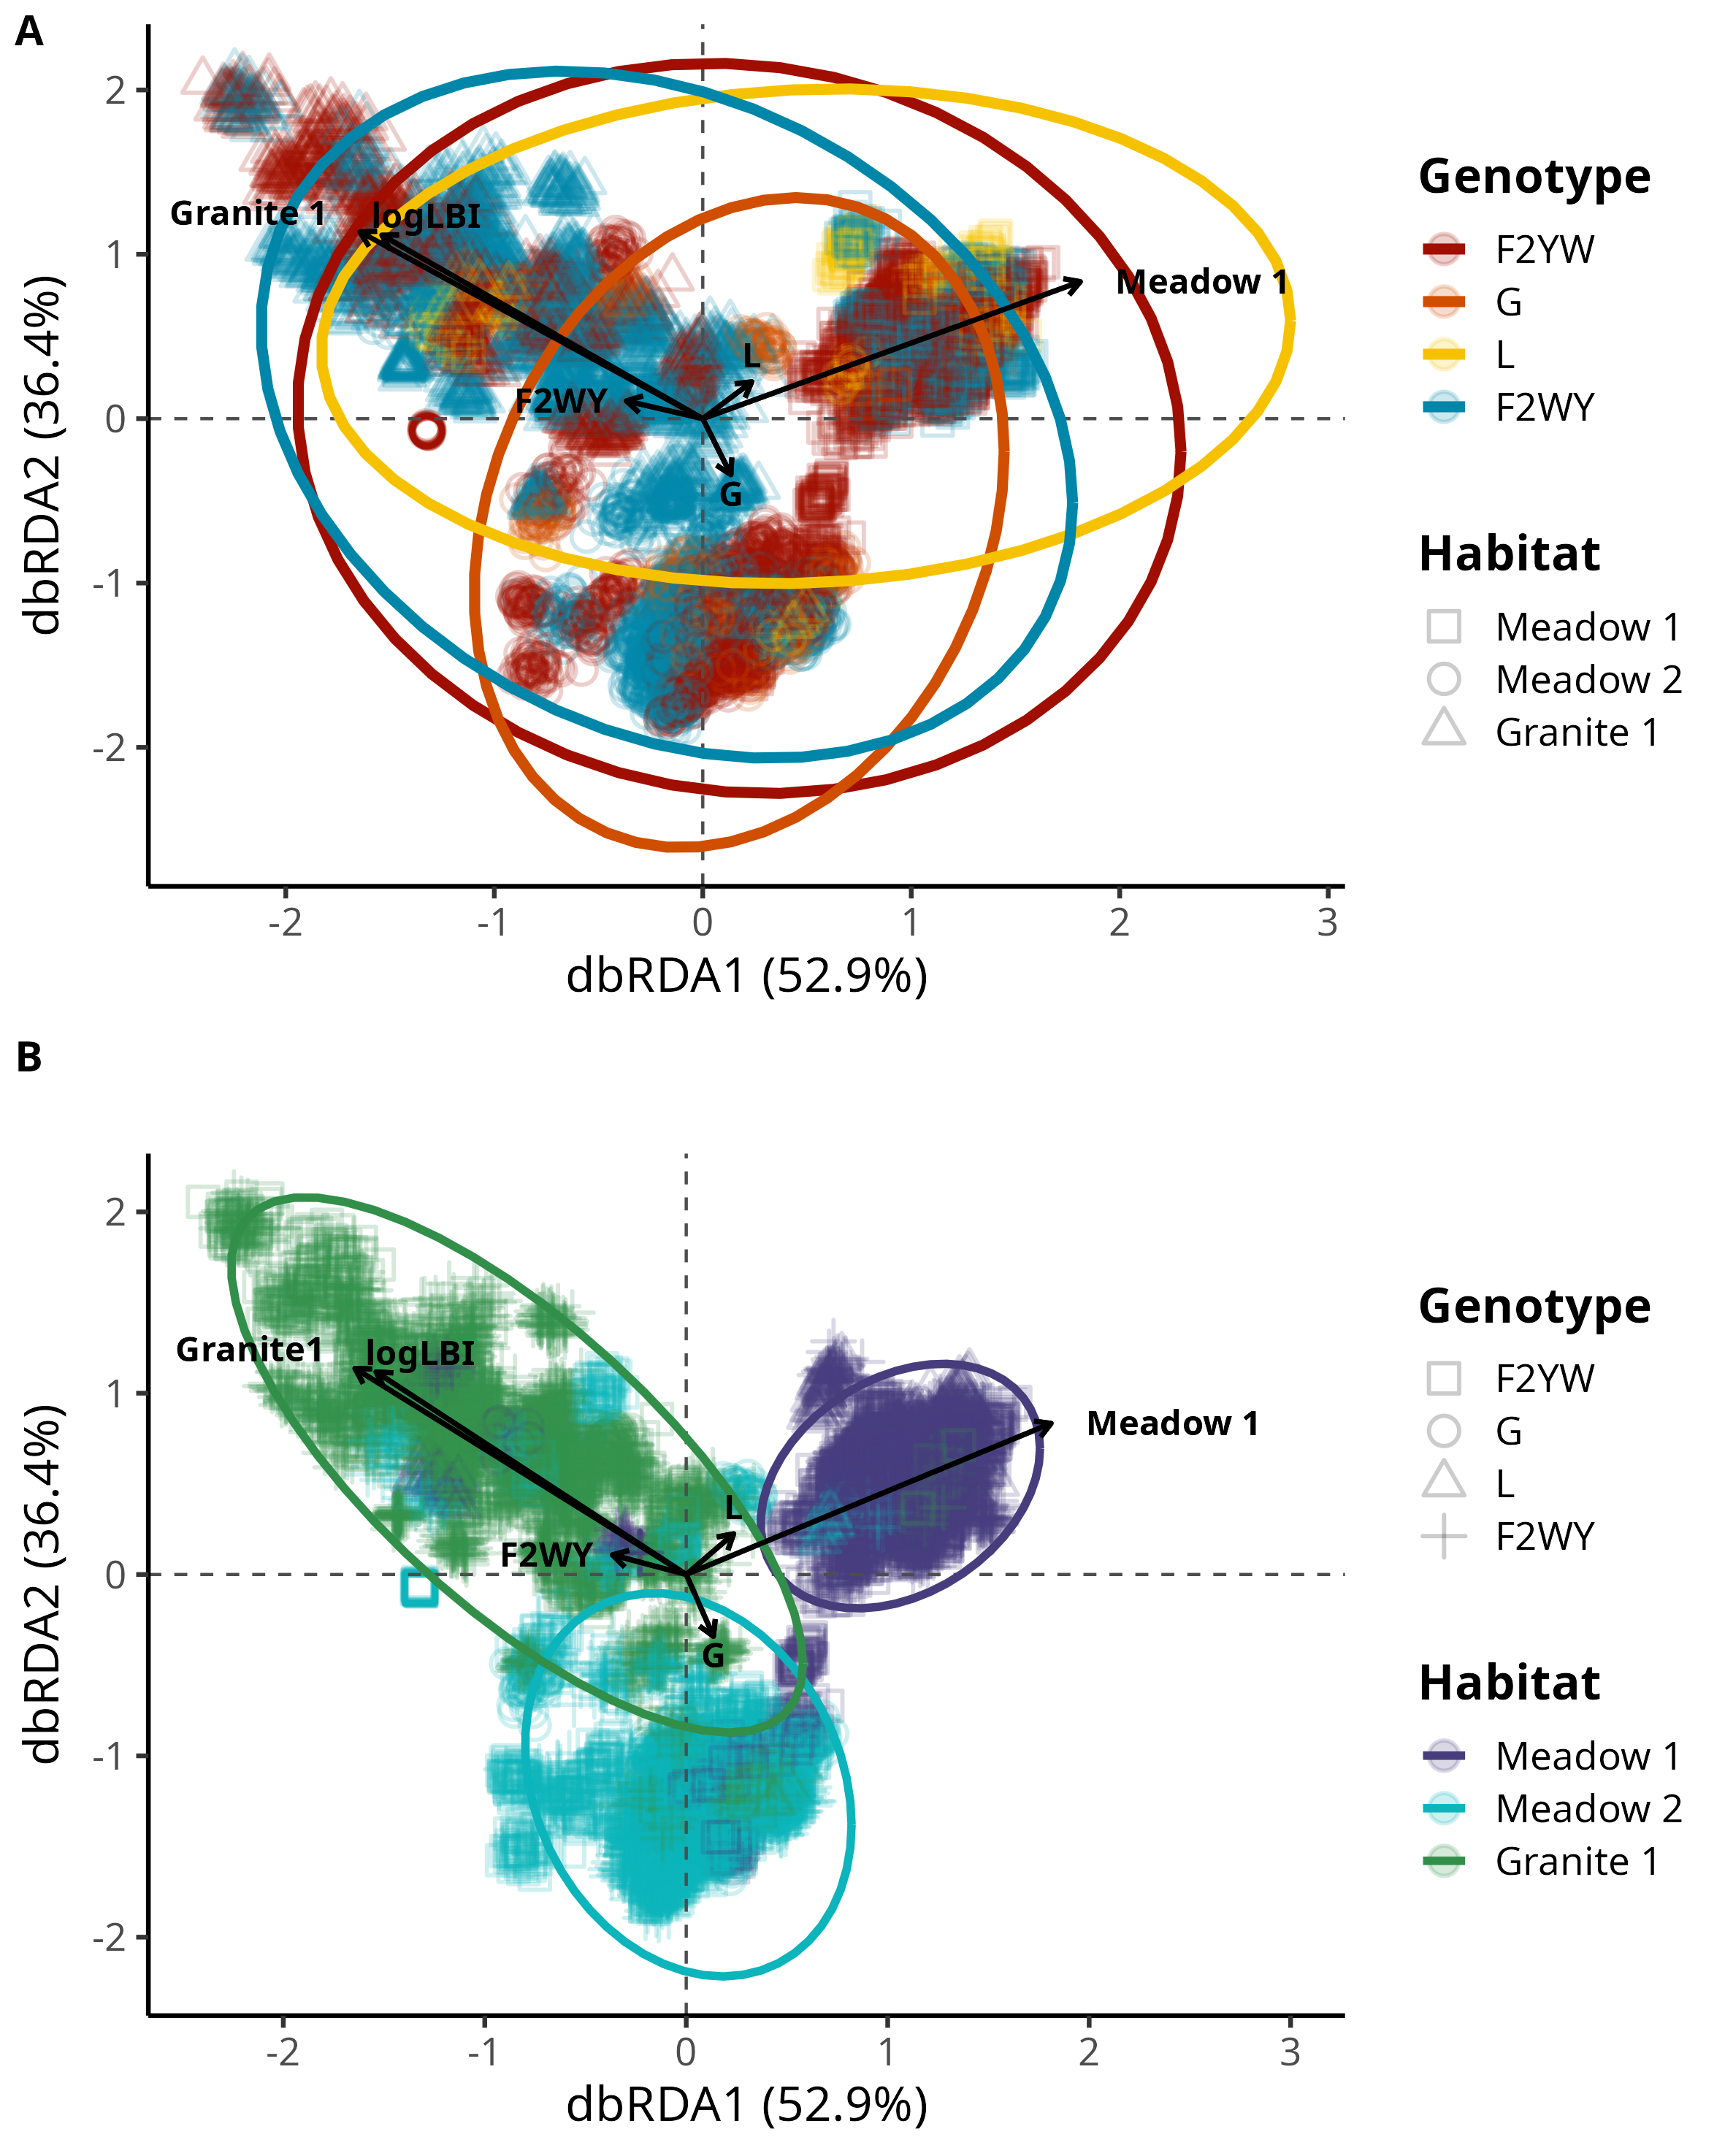 A
2
1
0
-1
-2
dbRDA2 (36.4%)
Granite 1
logLBI
Meadow 1
L
F2WY
G
-2
-1
0
1
2
3
dbRDA1 (52.9%)
Genotype
F2YW
G
L
F2WY
Habitat
Meadow 1
Meadow 2
Granite 1
B
2
1
0
-1
-2
dbRDA2 (36.4%)
Granite1
logLBI
Meadow 1
L
F2WY
G
-2
-1
0
1
2
3
dbRDA1 (52.9%)
Genotype
F2YW
G
L
F2WY
Habitat
Meadow 1
Meadow 2
Granite 1